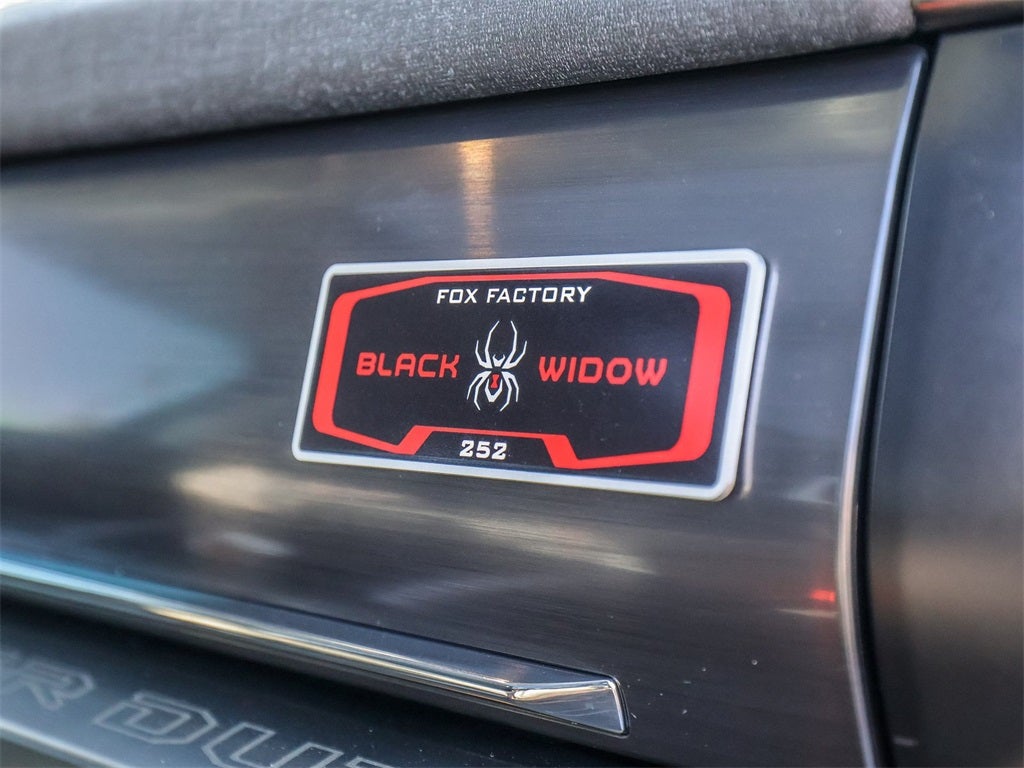 FOX FACTORY
BLACK WIDOW
252